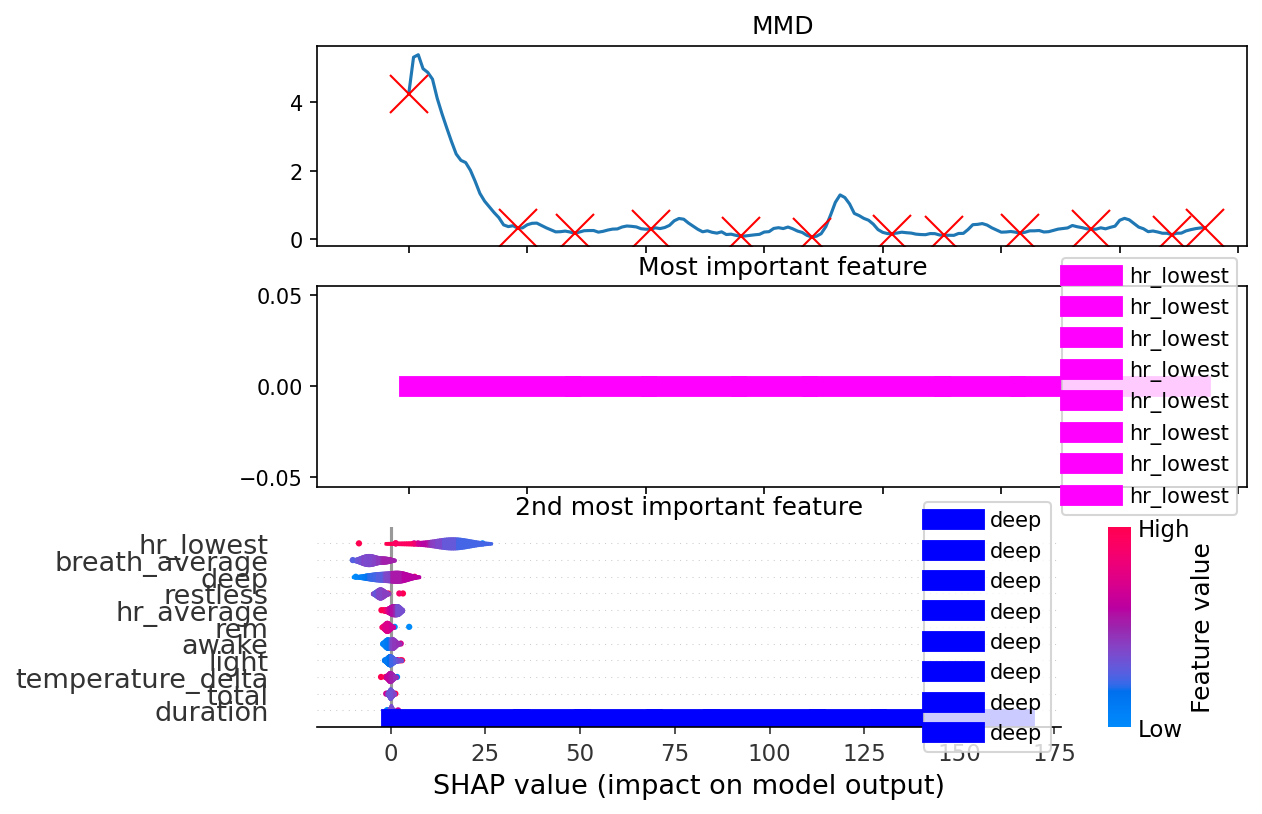 MMD
4
2
0
Most important feature
0.05
0.00
−0.05
hr_lowest
hr_lowest
hr_lowest
hr_lowest
hr_lowest
hr_lowest
hr_lowest
hr_lowest
2nd most important feature
hr_lowest
breath_average
deep
restless
hr_average
rem
awake
light
temperature_delta
total
duration
deep
deep
deep
deep
deep
deep
deep
deep
0 25 50 75 100 125 150 175
SHAP value (impact on model output)
High
Feature value
Low